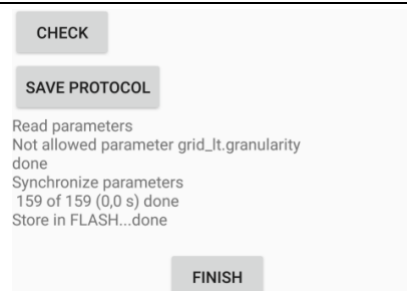 CHECK
SAVE PROTOCOL
Read parameters
Not allowed parameter grid_lt.granularity
done
Synchronize parameters
159 of 159 (0,0 s) done
Store in FLASH...done
FINISH